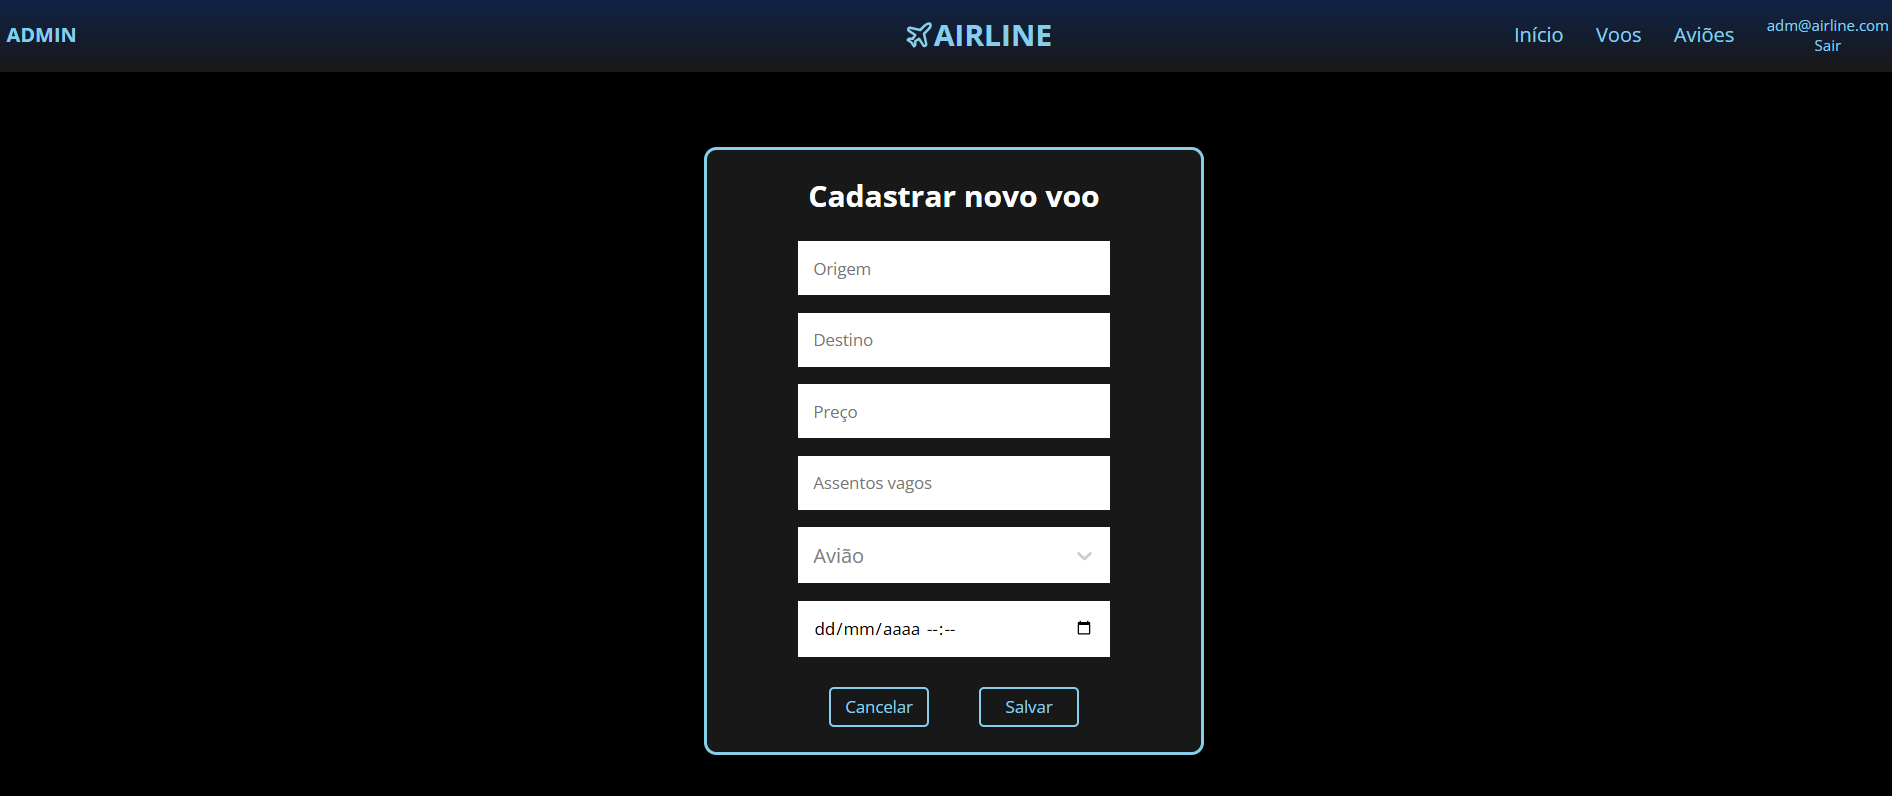 ADMIN
AIRLINE
Início
Voos
Aviões
adm@airline.com
Sair
Cadastrar novo voo
Origem
Destino
Preço
Assentos vagos
Avião
dd/mm/aaaa --:--
Cancelar
Salvar